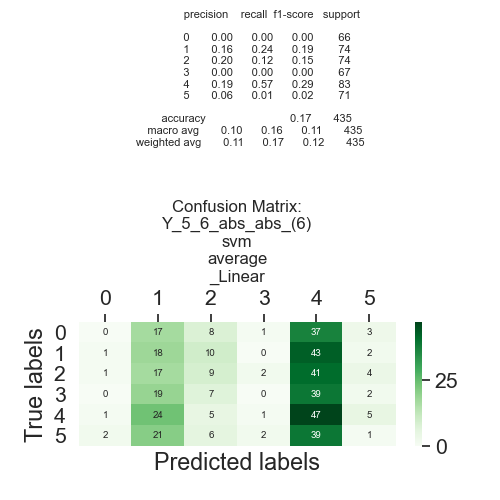 precision recall f1-score support
0 0.00 0.00 0.00 66
1 0.16 0.24 0.19 74
2 0.20 0.12 0.15 74
3 0.00 0.00 0.00 67
4 0.19 0.57 0.29 83
5 0.06 0.01 0.02 71
accuracy 0.17 435
macro avg 0.10 0.16 0.11 435
weighted avg 0.11 0.17 0.12 435
Confusion Matrix:
Y_5_6_abs_abs_(6)
svm
average
_Linear
0 1 2 3 4 5
0 0 17 8 1 37 3
1 1 18 10 0 43 2
2 1 17 9 2 41 4
3 0 19 7 0 39 2
4 1 24 5 1 47 5
5 2 21 6 2 39 1
True labels
Predicted labels
25
0